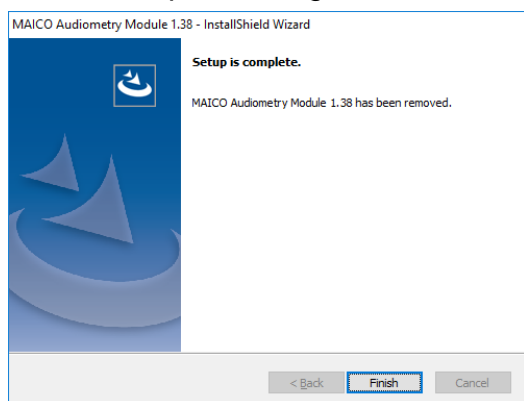 MAICO Audiometry Module 1.38 - InstallShield Wizard
Setup is complete.
MAICO Audiometry Module 1.38 has been removed.
< Back
Finish
Cancel